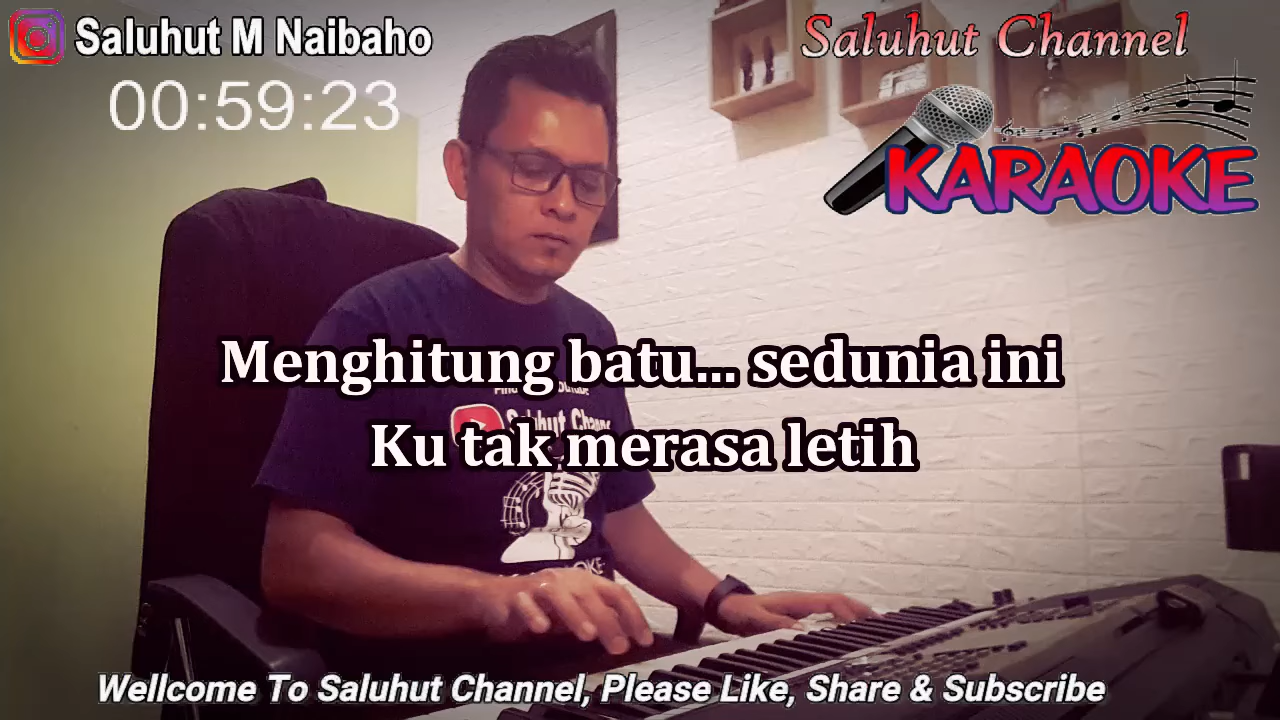 Saluhut M Naibaho
Saluhut Channel
00:59:23
KARAOKE
Menghitung batu... sedunia ini
Saluhut
Ku tak merasa letih
Wellcome To Saluhut Channel, Please Like, Share & Subscribe